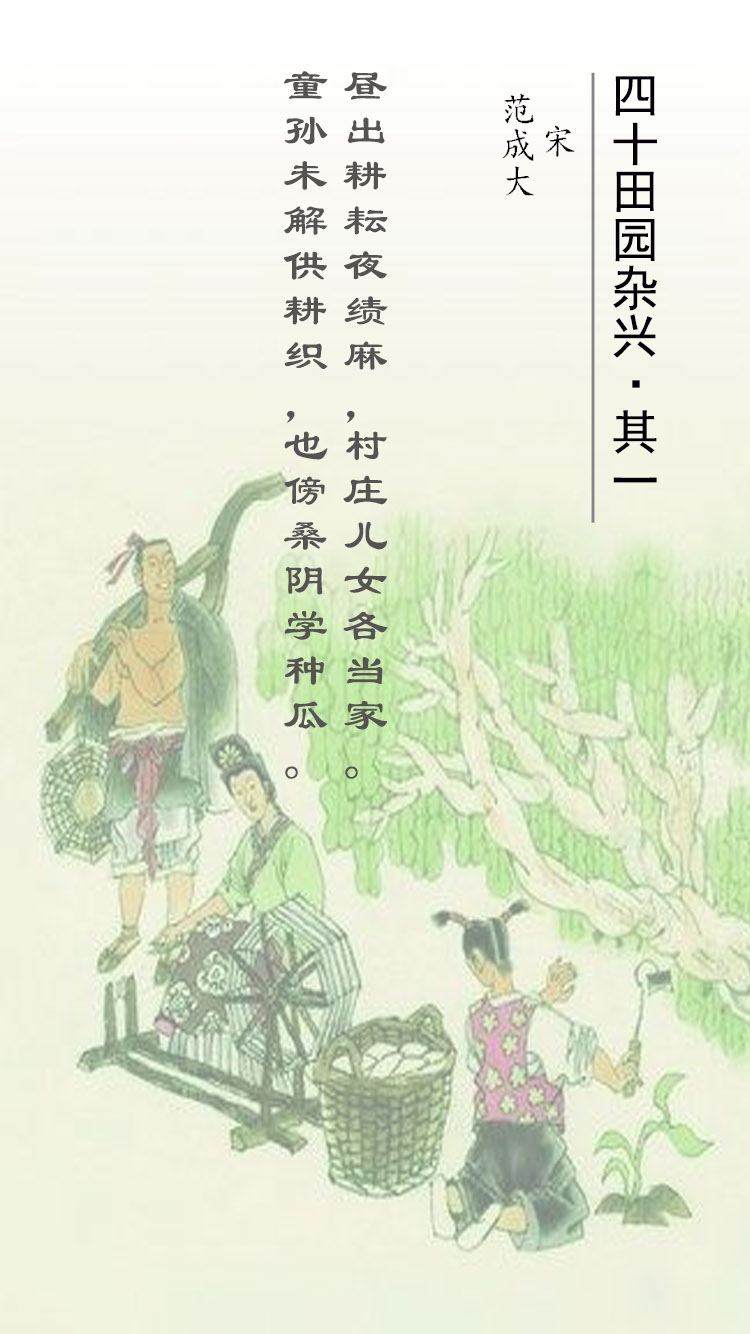 四十田园杂兴·其一
宋
范成大
昼出耕耘夜绩麻,村庄儿女各当家。
童孙未解供耕织,也傍桑阴学种瓜。